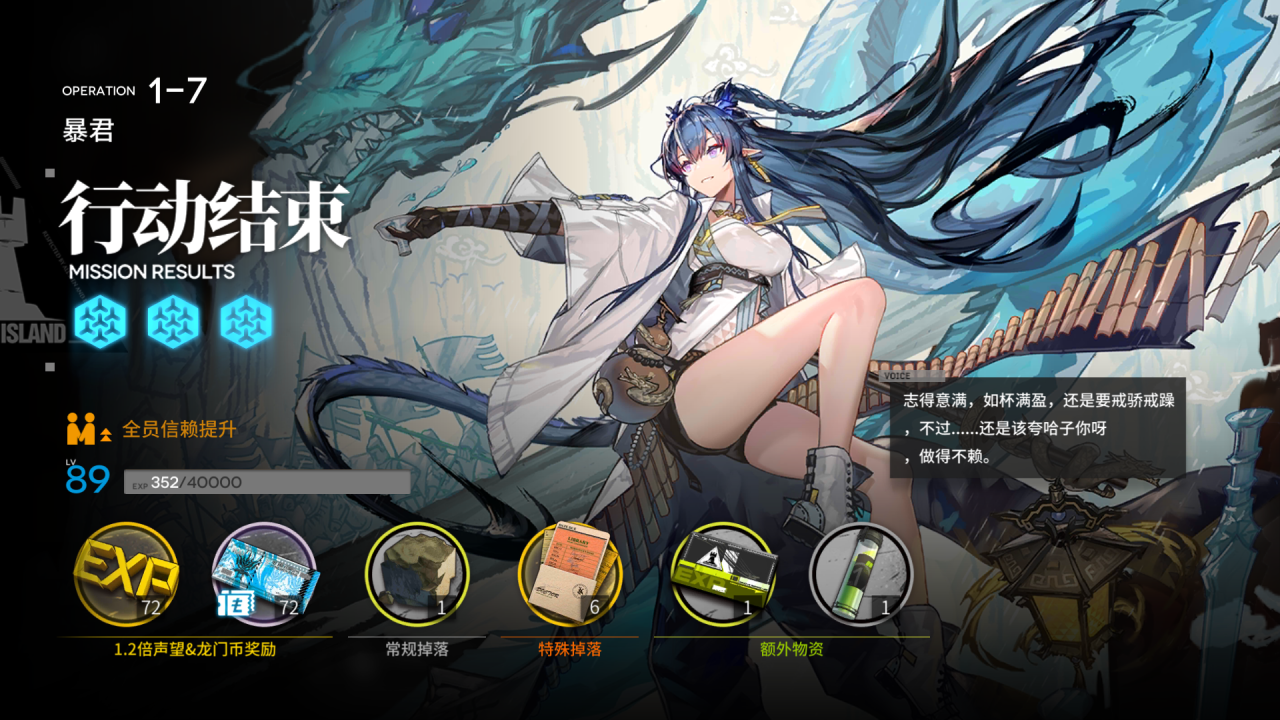 OPERATION 1-7
暴君
行动结束
MISSION RESULTS
ISLAND
全员信赖提升
LV
89
EXP 352/40000
VOICE
志得意满，如杯满盈，还是要戒骄戒躁
，不过......还是该夸哈子你呀
，做得不赖。
EXP
LIBRARY
EXP
72
72
1
6
1
1
1.2倍声望&龙门币奖励
常规掉落
特殊掉落
额外物资